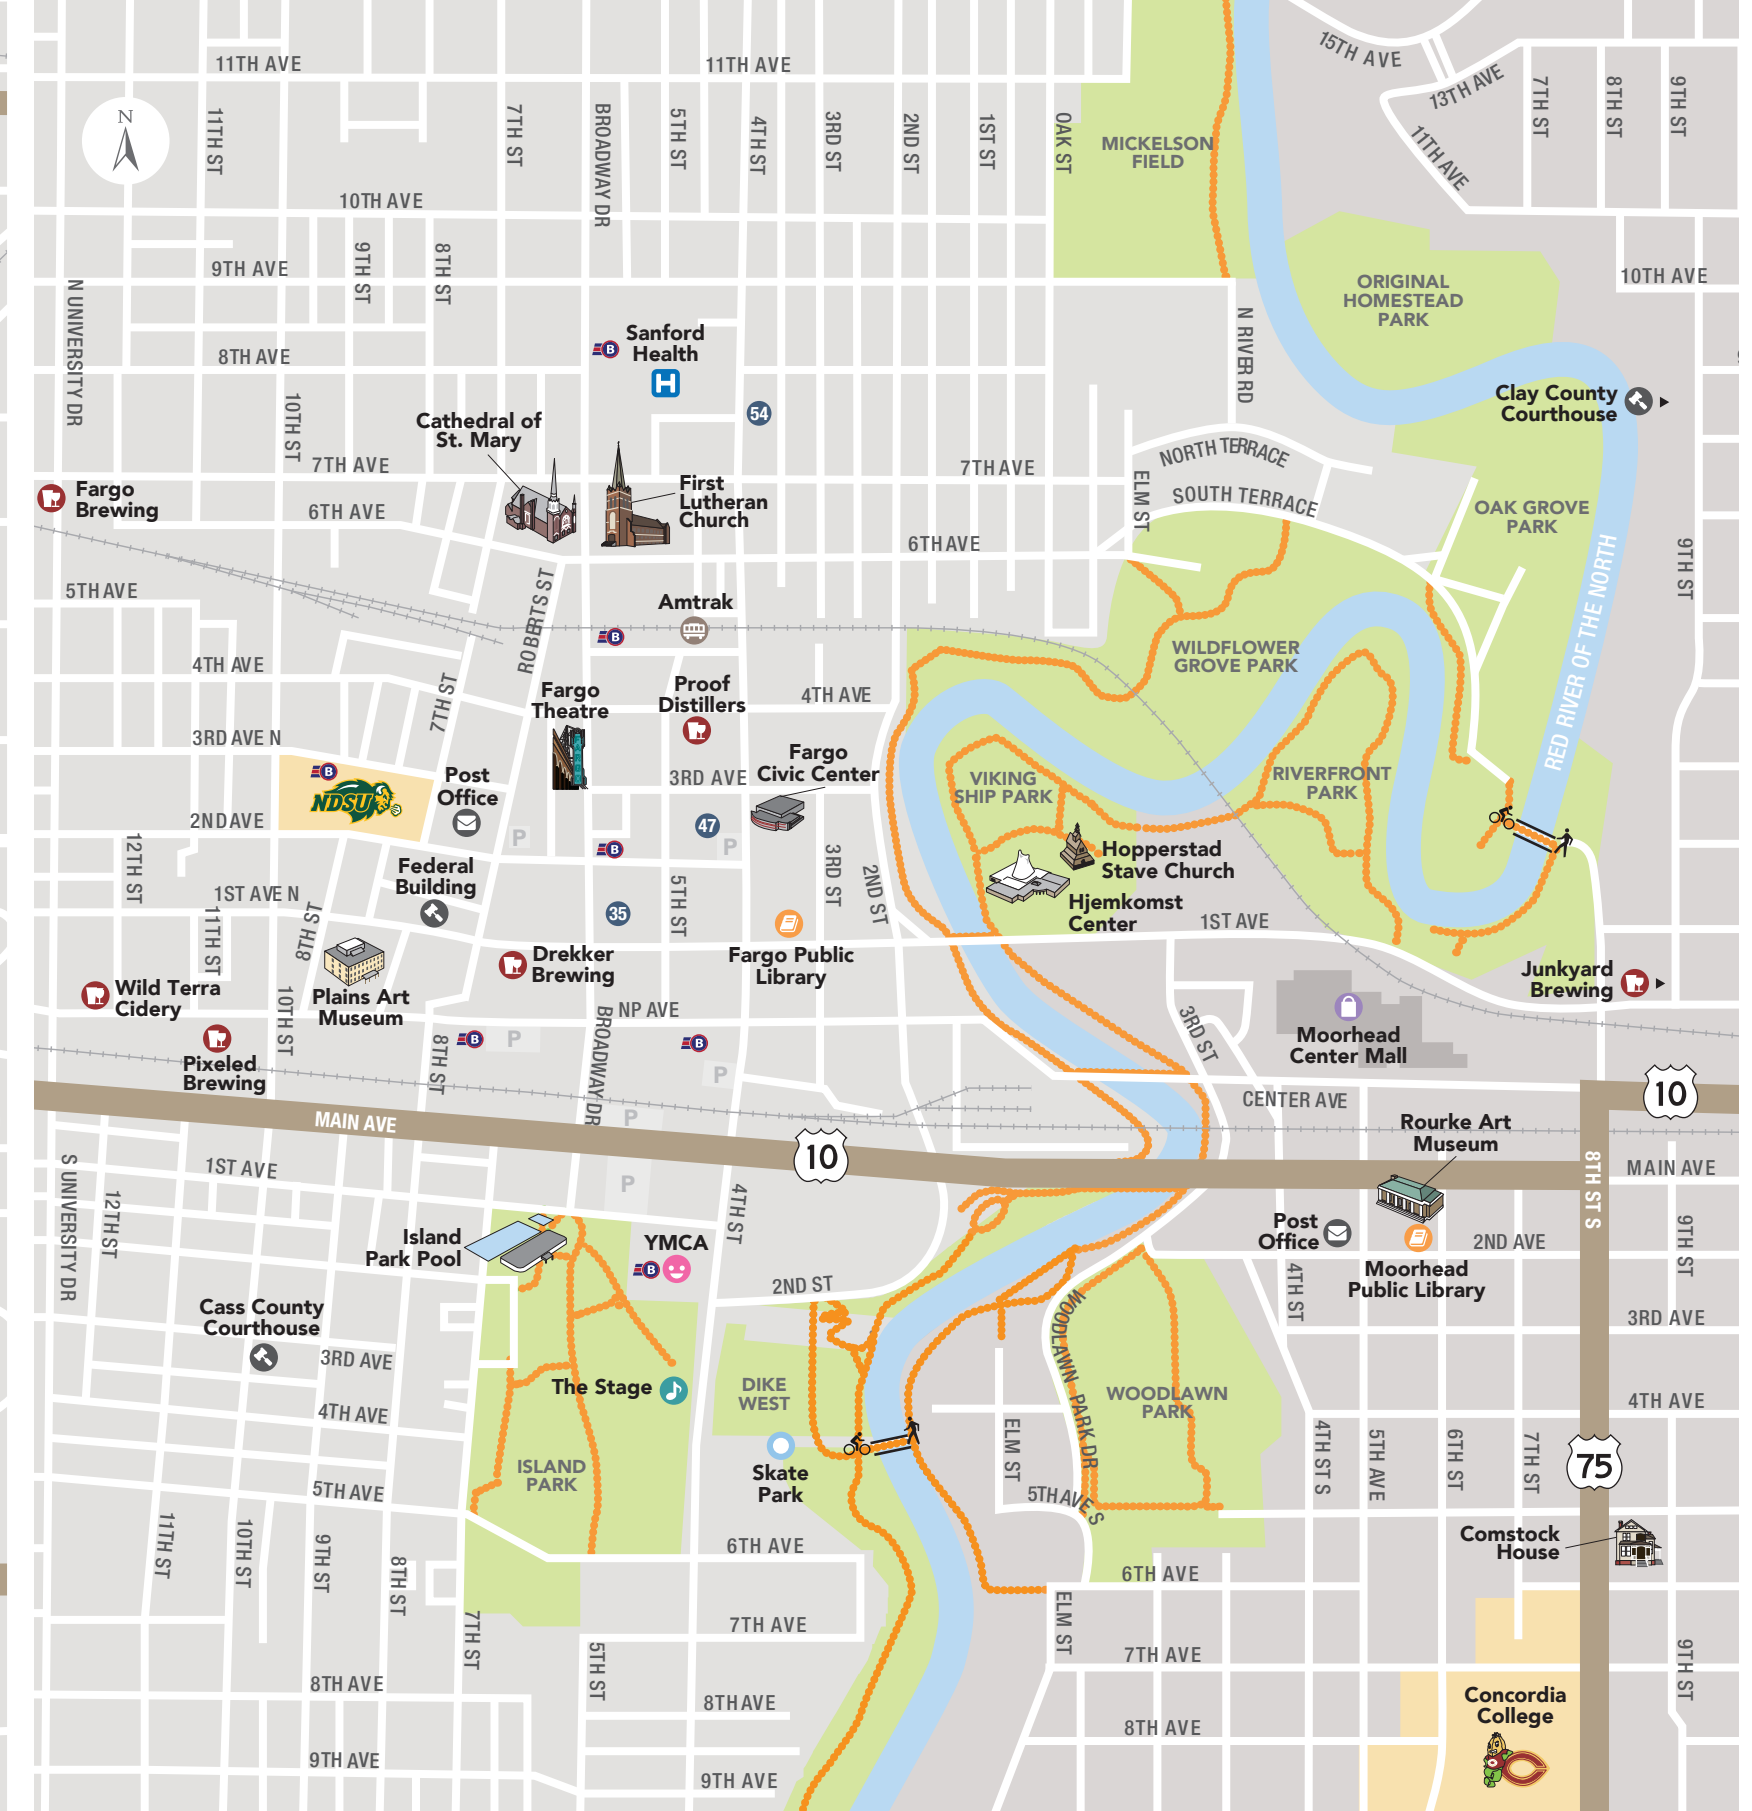 11TH AVE
11TH AVE
15TH AVE
13TH AVE
11TH AVE
7TH ST
8TH ST
9TH ST
N
11TH ST
7TH ST
BROADWAY DR
5TH ST
4TH ST
3RD ST
2ND ST
1ST ST
OAK ST
MICKELSON
FIELD
10TH AVE
9TH AVE
9TH ST
8TH ST
N UNIVERSITY DR
ORIGINAL
HOMESTEAD
PARK
10TH AVE
N RIVER RD
B
Sanford
Health
H
8TH AVE
10TH ST
54
Clay County
Courthouse
Cathedral of
St. Mary
7TH AVE
7TH AVE
NORTH TERRACE
SOUTH TERRACE
ELM ST
First
Lutheran
Church
Fargo
Brewing
6TH AVE
6TH AVE
OAK GROVE
PARK
RED RIVER OF THE NORTH
9TH ST
5TH AVE
ROBERTS ST
Amtrak
B
WILDFLOWER
GROVE PARK
4TH AVE
7TH ST
Fargo
Theatre
Proof
Distillers
4TH AVE
3RD AVE N
B
NDSU
Post
Office
P
3RD AVE
Fargo
Civic Center
VIKING
SHIP PARK
RIVERFRONT
PARK
2ND AVE
47
P
B
12TH ST
Federal
Building
3RD ST
2ND ST
Hopperstad
Stave Church
Hjemkomst
Center
1ST AVE N
11TH ST
8TH ST
35
5TH ST
1ST AVE
Drekker
Brewing
Fargo Public
Library
Junkyard
Brewing
Wild Terra
Cidery
10TH ST
Plains Art
Museum
NP AVE
BROADWAY DR
3RD ST
Moorhead
Center Mall
Pixeled
Brewing
8TH ST
B
P
B
P
P
CENTER AVE
10
MAIN AVE
10
Rourke Art
Museum
8TH ST S
MAIN AVE
S UNIVERSITY DR
12TH ST
1ST AVE
P
4TH ST
Island
Park Pool
YMCA
B
Post
Office
2ND AVE
9TH ST
Moorhead
Public Library
4TH ST
2ND ST
Cass County
Courthouse
3RD AVE
3RD AVE
WOODLAWN PARK DR
The Stage
DIKE
WEST
WOODLAWN
PARK
4TH AVE
4TH AVE
ELM ST
4TH ST S
5TH AVE
6TH ST
7TH ST
75
ISLAND
PARK
Skate
Park
5TH AVE
5TH AVE S
11TH ST
10TH ST
9TH ST
8TH ST
6TH AVE
6TH AVE
Comstock
House
7TH ST
5TH ST
7TH AVE
ELM ST
7TH AVE
9TH ST
8TH AVE
8TH AVE
8TH AVE
Concordia
College
C
9TH AVE
9TH AVE